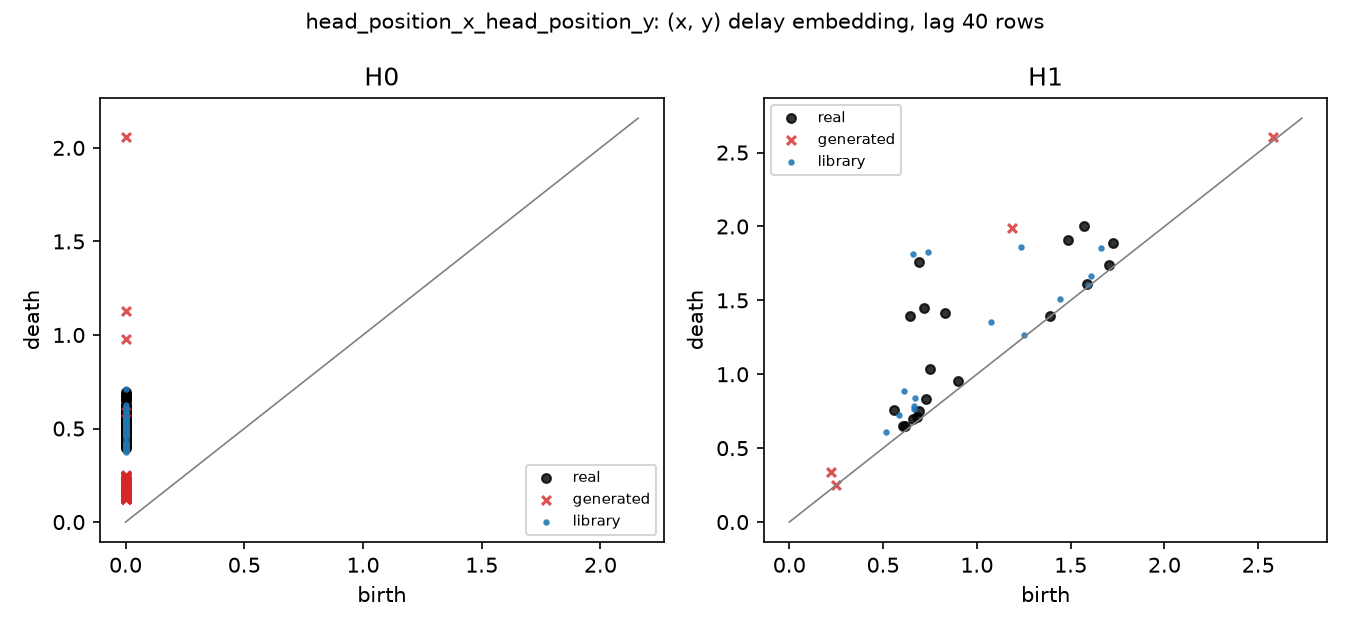 head_position_x_head_position_y: (x, y) delay embedding, lag 40 rows
H0
death
2.0
1.5
1.0
0.5
0.0
real
generated
library
0.0 0.5 1.0 1.5 2.0
birth
H1
real
generated
library
death
2.5
2.0
1.5
1.0
0.5
0.0
0.0 0.5 1.0 1.5 2.0 2.5
birth